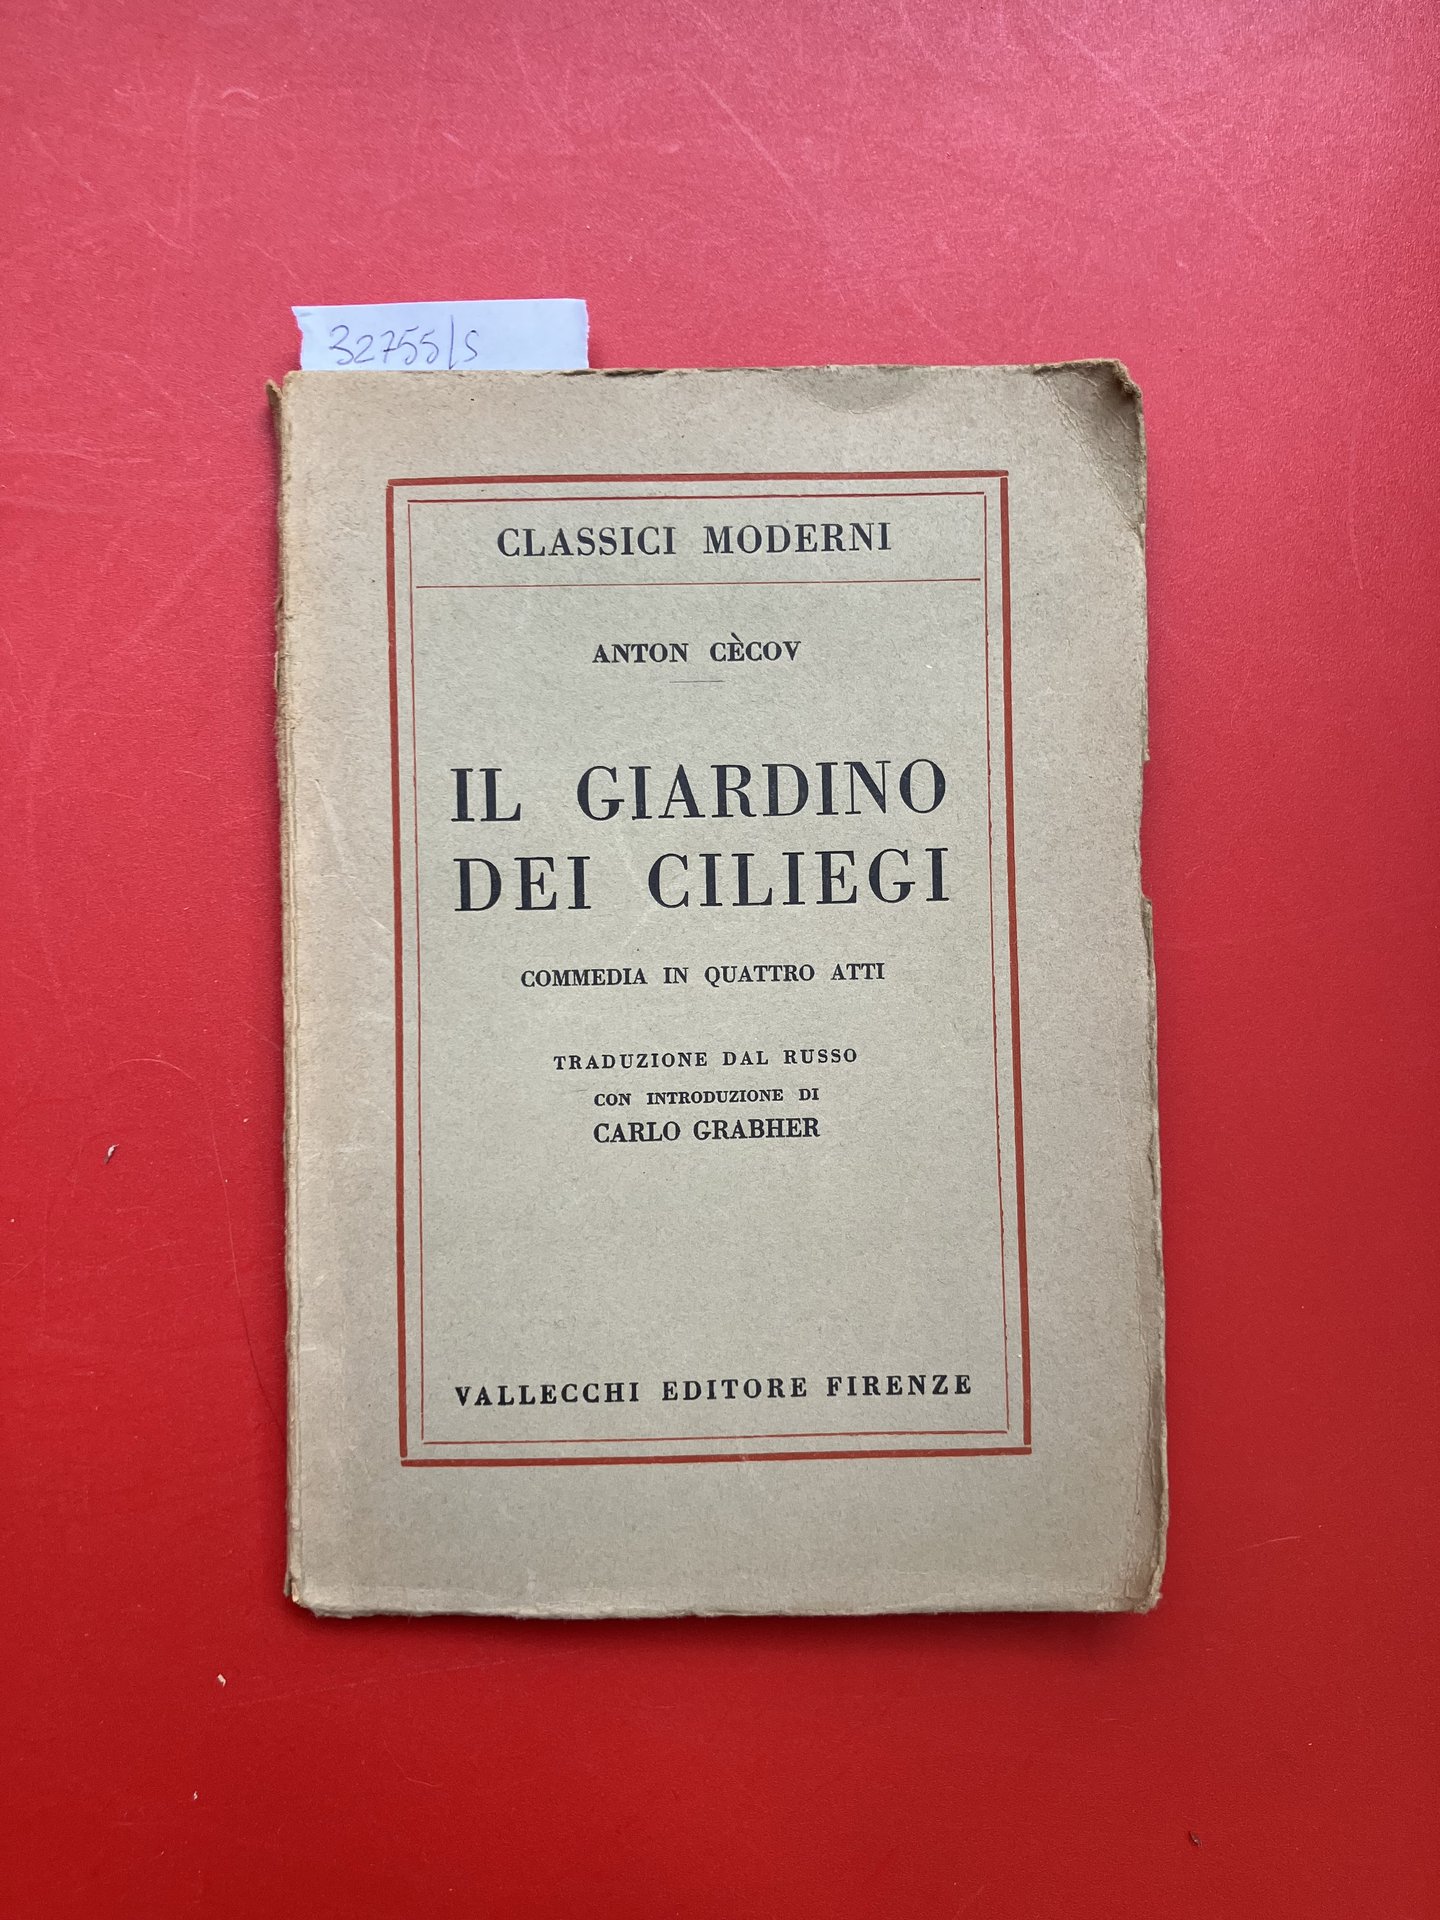 32755/s
CLASSICI MODERNI
ANTON CÈCOV
IL GIARDINO
DEI CILIEGI
COMMEDIA IN QUATTRO ATTI
TRADUZIONE DAL RUSSO
CON INTRODUZIONE DI
CARLO GRABHER
VALLECCHI EDITORE FIRENZE